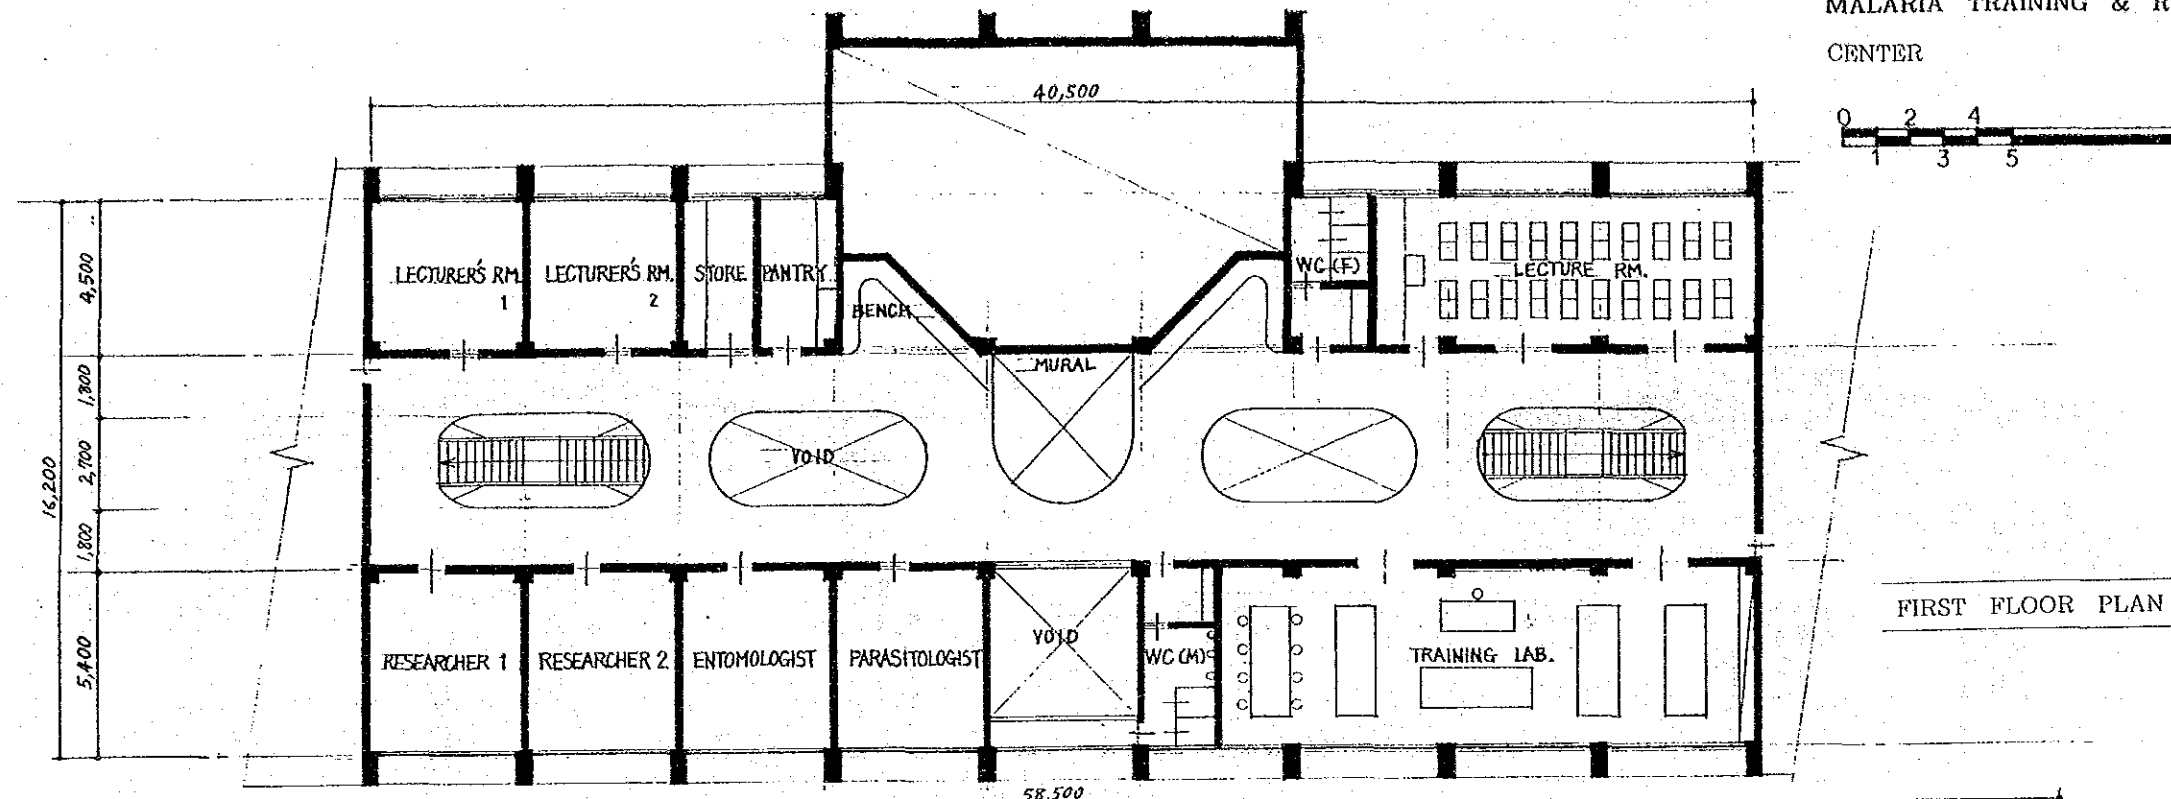 MALARIA TRAINING & R
CENTER
0 2 4
1 3 5
40,500
16,200
4,500
1,800
2,700
1,800
5,400
LECTURER'S RM.
1
LECTURER'S RM.
2
STORE
PANTRY
BENCH
MURAL
WC (F)
LECTURE RM.
VOID
RESEARCHER 1
RESEARCHER 2
ENTOMOLOGIST
PARASITOLOGIST
VOID
WC (M)
TRAINING LAB.
FIRST FLOOR PLAN
58,500